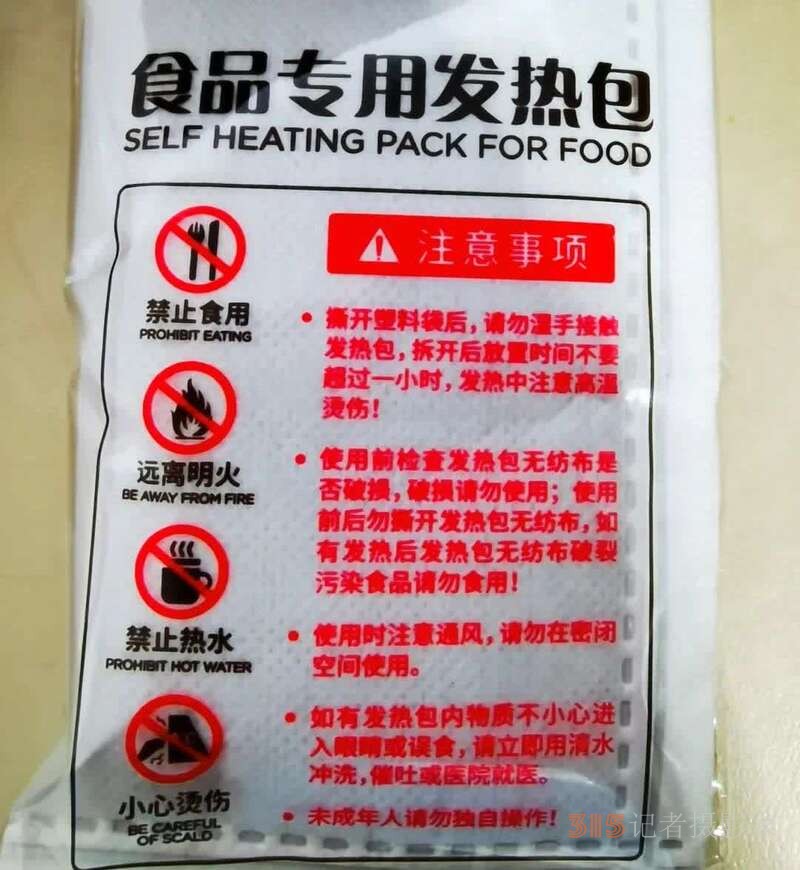 食品专用发热包
SELF HEATING PACK FOR FOOD
禁止食用
PROHIBIT EATING
远离明火
BE AWAY FROM FIRE
禁止热水
PROHIBIT HOT WATER
小心烫伤
BE CAREFUL
OF SCALD
注意事项
• 撕开塑料袋后，请勿湿手接触
发热包，拆开后放置时间不要
超过一小时，发热中注意高温
烫伤！
• 使用前检查发热包无纺布是
否破损，破损请勿使用；使用
前后勿撕开发热包无纺布，如
有发热后发热包无纺布破裂
污染食品请勿食用！
• 使用时注意通风，请勿在密闭
空间使用。
• 如有发热包内物质不小心进
入眼睛或误食，请立即用清水
冲洗，催吐或医院就医。
• 未成年人请勿独自操作！
315记者摄